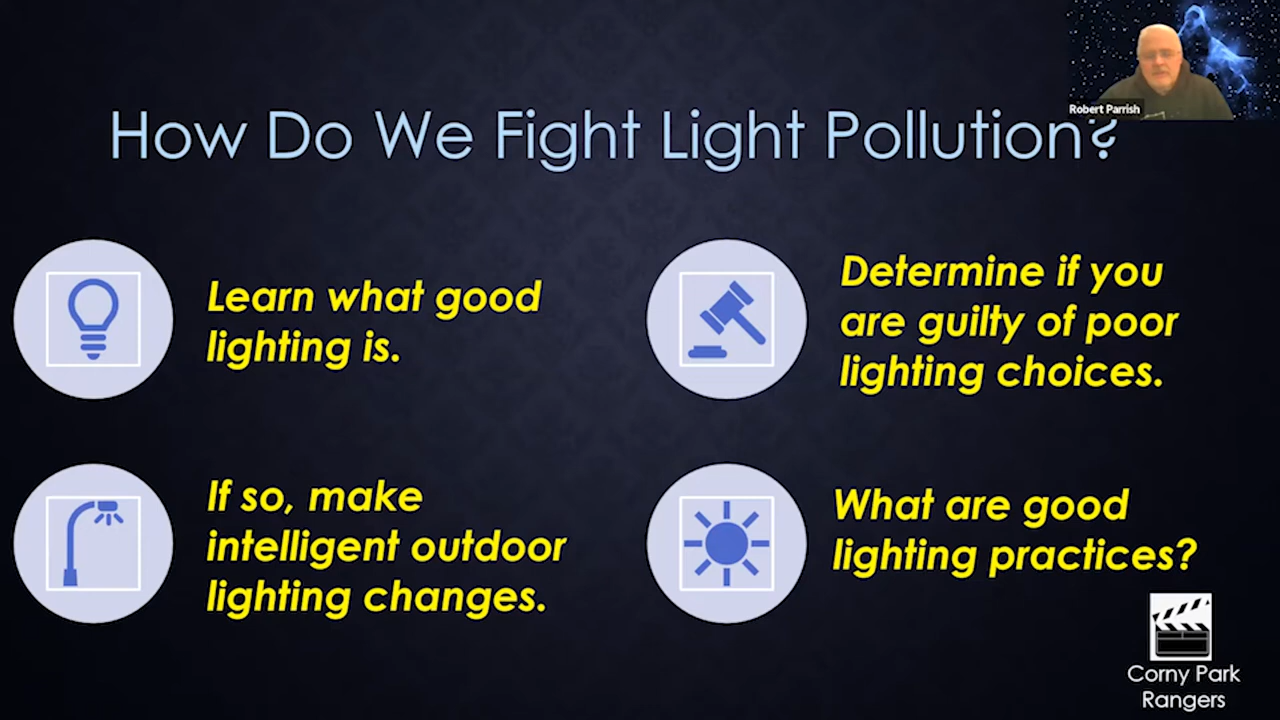 Robert Parrish
How Do We Fight Light Pollution?
Learn what good
lighting is.
Determine if you
are guilty of poor
lighting choices.
If so, make
intelligent outdoor
lighting changes.
What are good
lighting practices?
Corny Park
Rangers